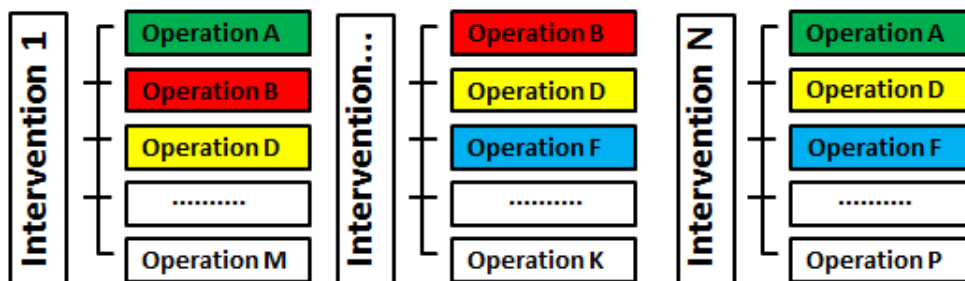 Intervention 1
Operation A
Operation B
Operation D
..........
Operation M
Intervention...
Operation B
Operation D
Operation F
..........
Operation K
Intervention N
Operation A
Operation D
Operation F
..........
Operation P